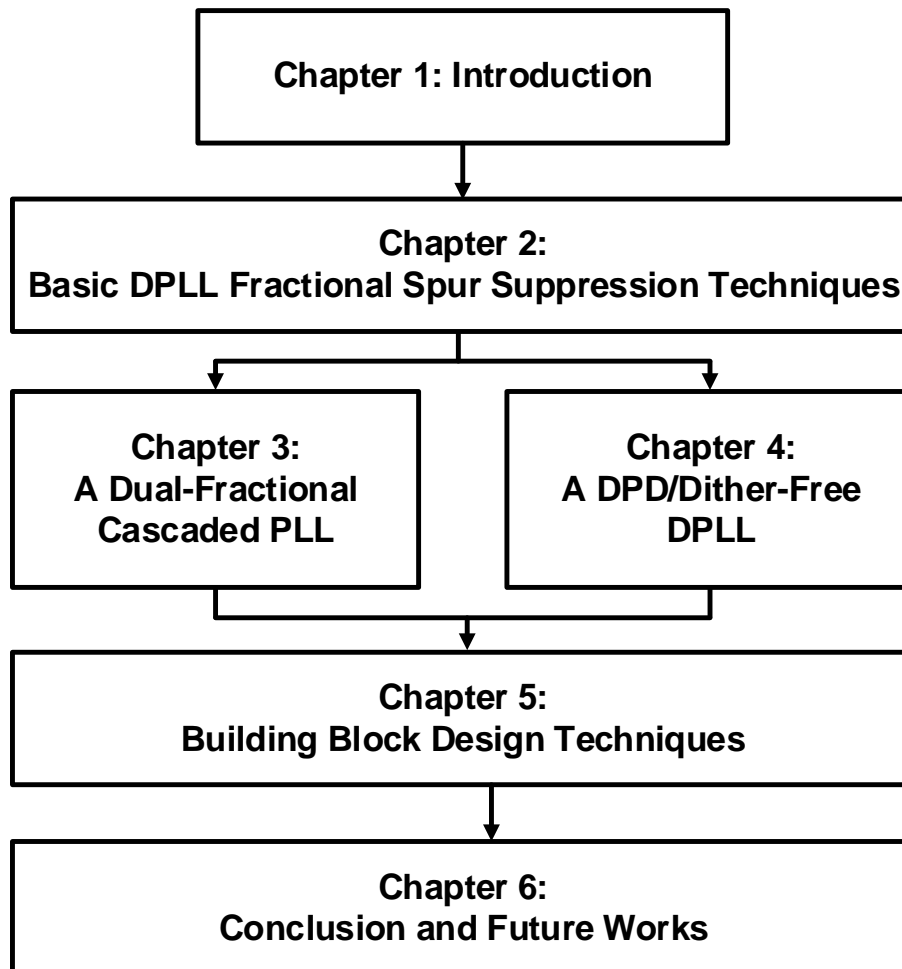 Chapter 1: Introduction
Chapter 2:
Basic DPLL Fractional Spur Suppression Techniques
Chapter 3:
A Dual-Fractional
Cascaded PLL
Chapter 4:
A DPD/Dither-Free
DPLL
Chapter 5:
Building Block Design Techniques
Chapter 6:
Conclusion and Future Works